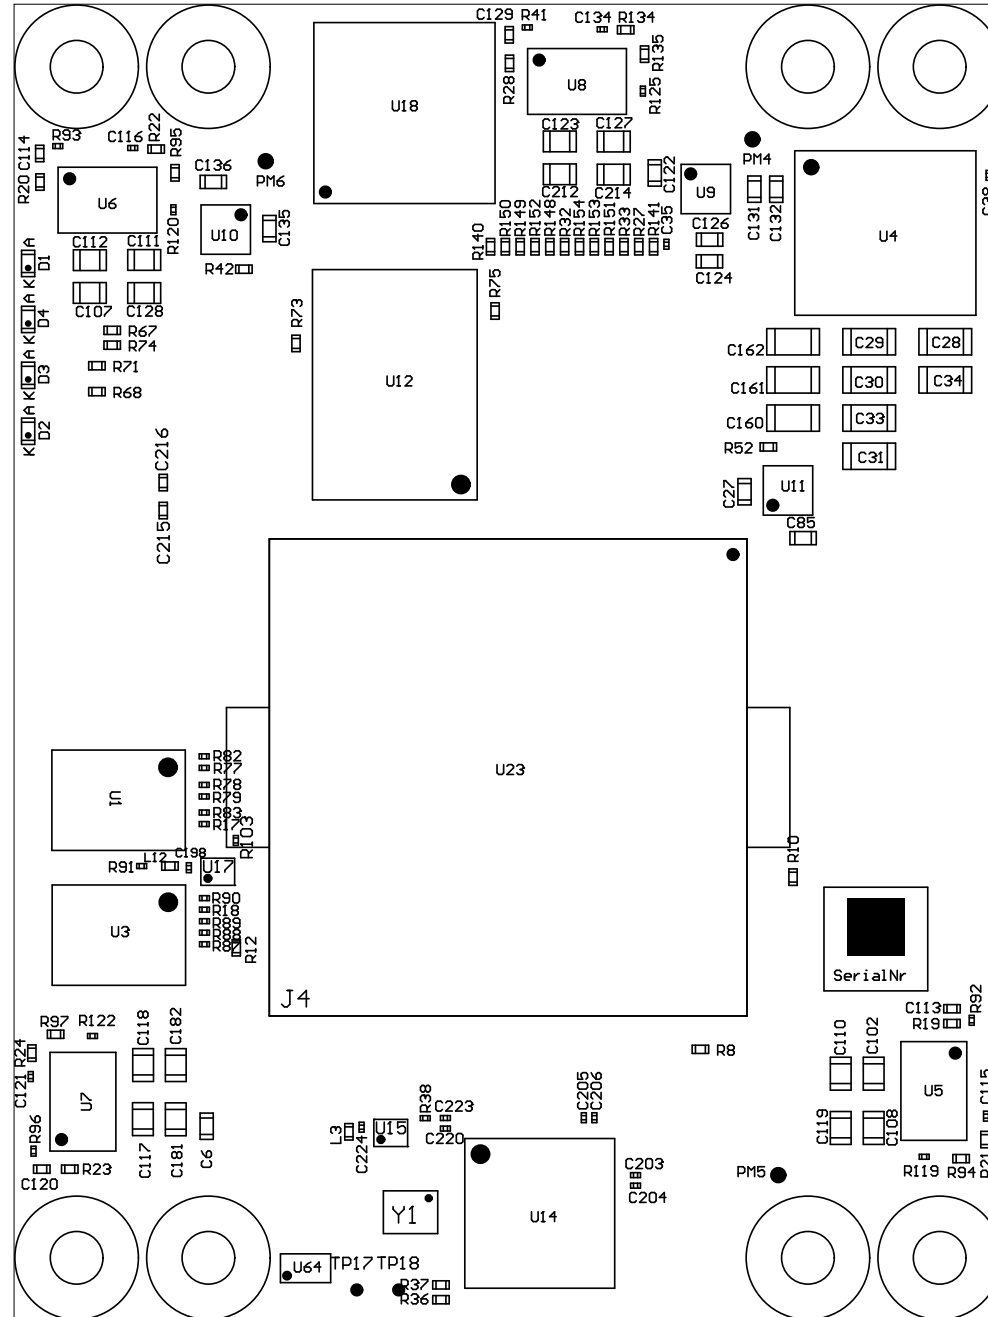 C129 R41 C134 R134
R135
R28
U18
U8
R125
C123 C127
C114 R93 C116 R22 R95
C136
PM6
PM4
C122
R20
U6
U10
C135
R120
C212 C214
U9
C131 C132
U4
C38
C126
C124
R140 R150 R149 R152 R148 R32 R154 R153 R151 R33 R27 R141 C35
A
D1
K
C112 C111
R42
C107 C128
A
D4
K
R67
R74
R73
R75
A
D3
K
R71
R68
U12
C162 C29 C28
C161 C30 C34
C160 C33
A
D2
K
R52
C31
C216
C27
U11
C85
C215
U23
R82
R77
R78
R79
R83
R17
U1
R103
R10
R91 L12 C198
U17
R90
R18
R89
R88
R87
R12
U3
SerialNr
J4
C113
R19
R92
R97 R122 C118 C182
R24
C121
U7
R8
C110 C102
U5
C115
R96
C120 R23 C117 C181 C6
C205 C206
R38 C223
C220
L3 C224 U15
C119 C108
R119 R94 R21
PM5
C203
C204
Y1
U14
U64
TP17 TP18
R37
R36